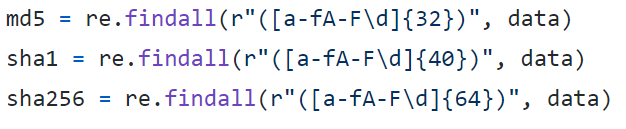 md5 = re.findall(r"([a-fA-F\d]{32})", data)
sha1 = re.findall(r"([a-fA-F\d]{40})", data)
sha256 = re.findall(r"([a-fA-F\d]{64})", data)